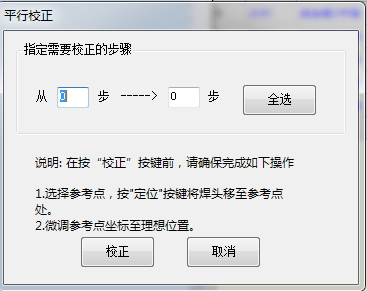 平行校正
指定需要校正的步骤
从 0 步 -----> 0 步 全选
说明: 在按 “校正”按键前，请确保完成如下操作
1.选择参考点，按"定位"按键将焊头移至参考点
处。
2.微调参考点坐标至理想位置。
校正 取消